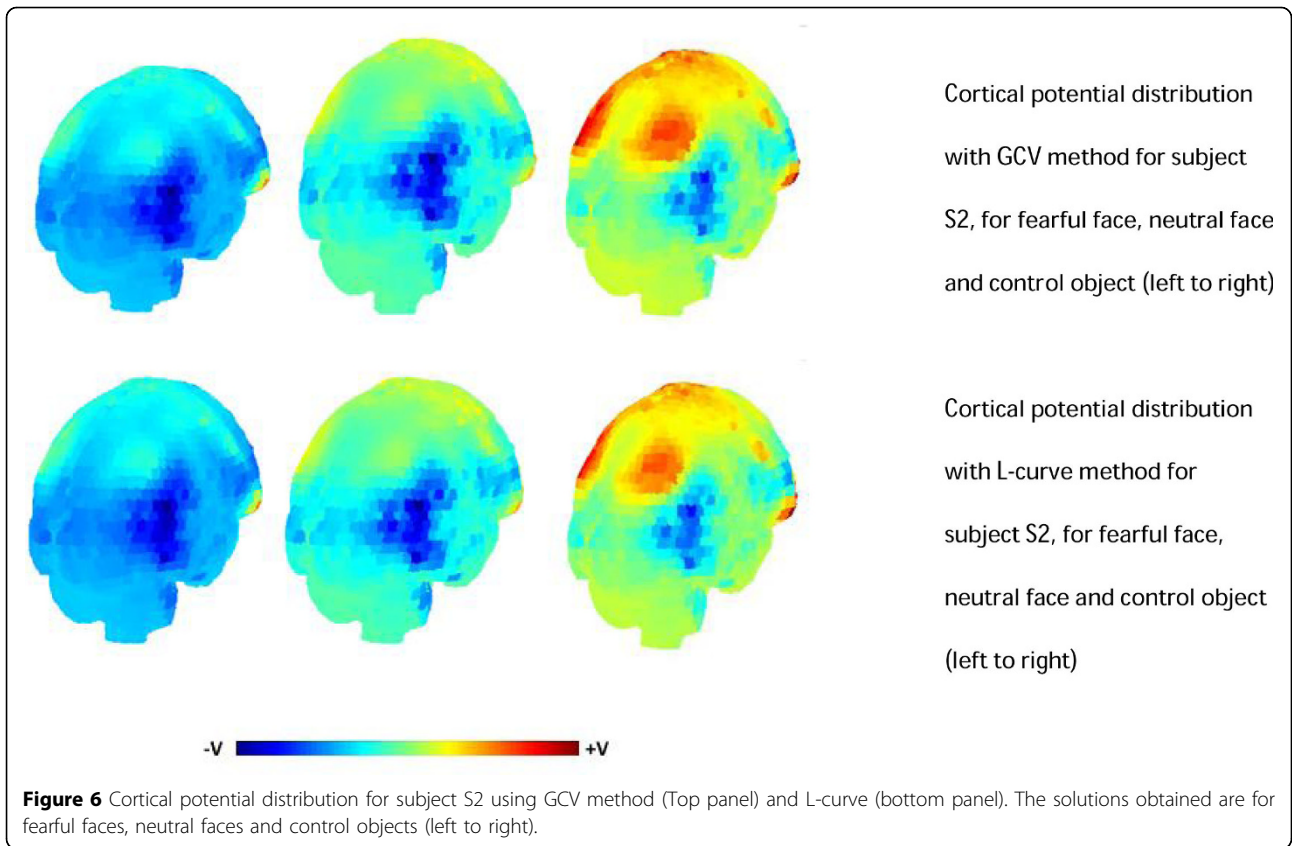 Cortical potential distribution
with GCV method for subject
S2, for fearful face, neutral face
and control object (left to right)
Cortical potential distribution
with L-curve method for
subject S2, for fearful face,
neutral face and control object
(left to right)
-V +V
Figure 6 Cortical potential distribution for subject S2 using GCV method (Top panel) and L-curve (bottom panel). The solutions obtained are for
fearful faces, neutral faces and control objects (left to right).